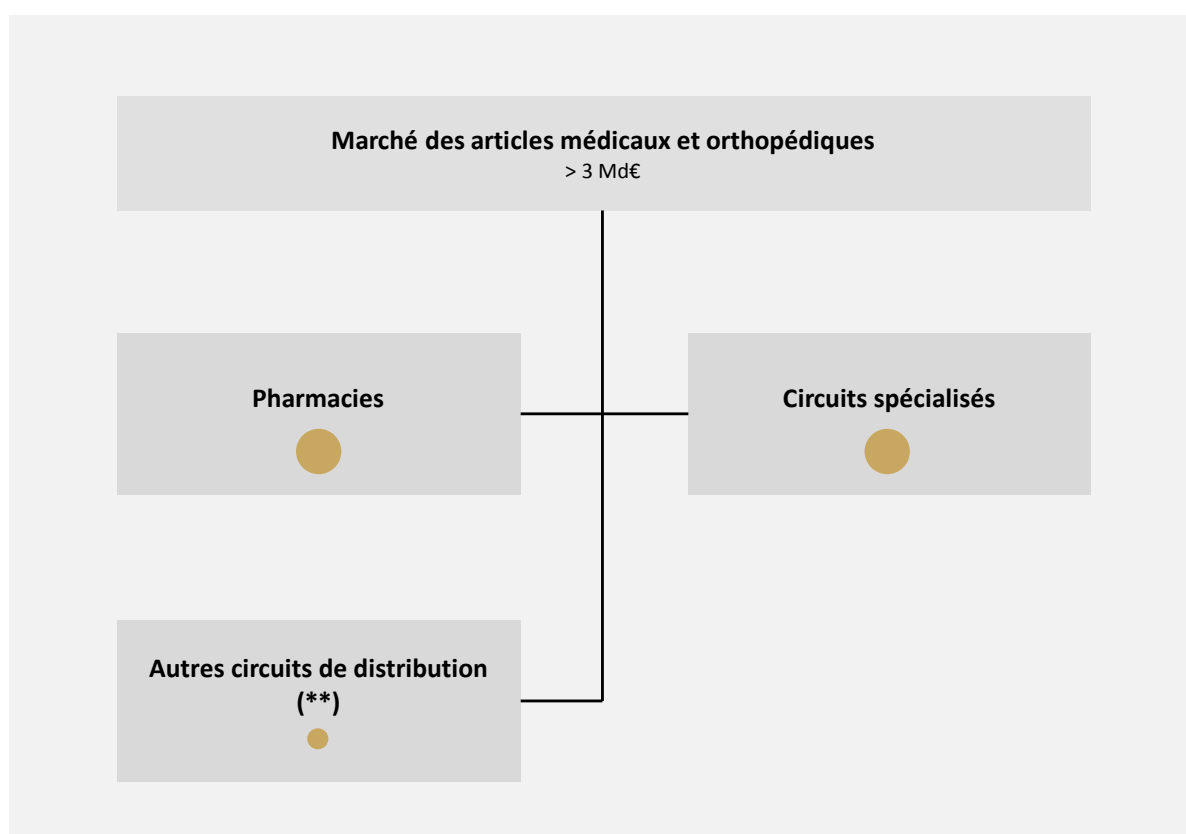 Marché des articles médicaux et orthopédiques
> 3 Md€
Pharmacies
Circuits spécialisés
Autres circuits de distribution
(**)